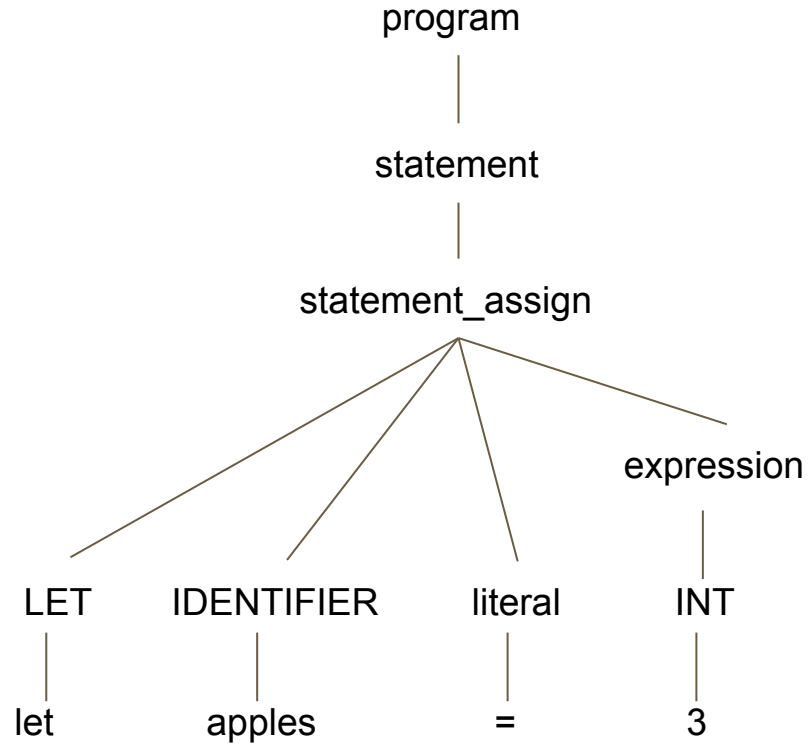 program
statement
statement_assign
expression
LET IDENTIFIER literal INT
let apples = 3